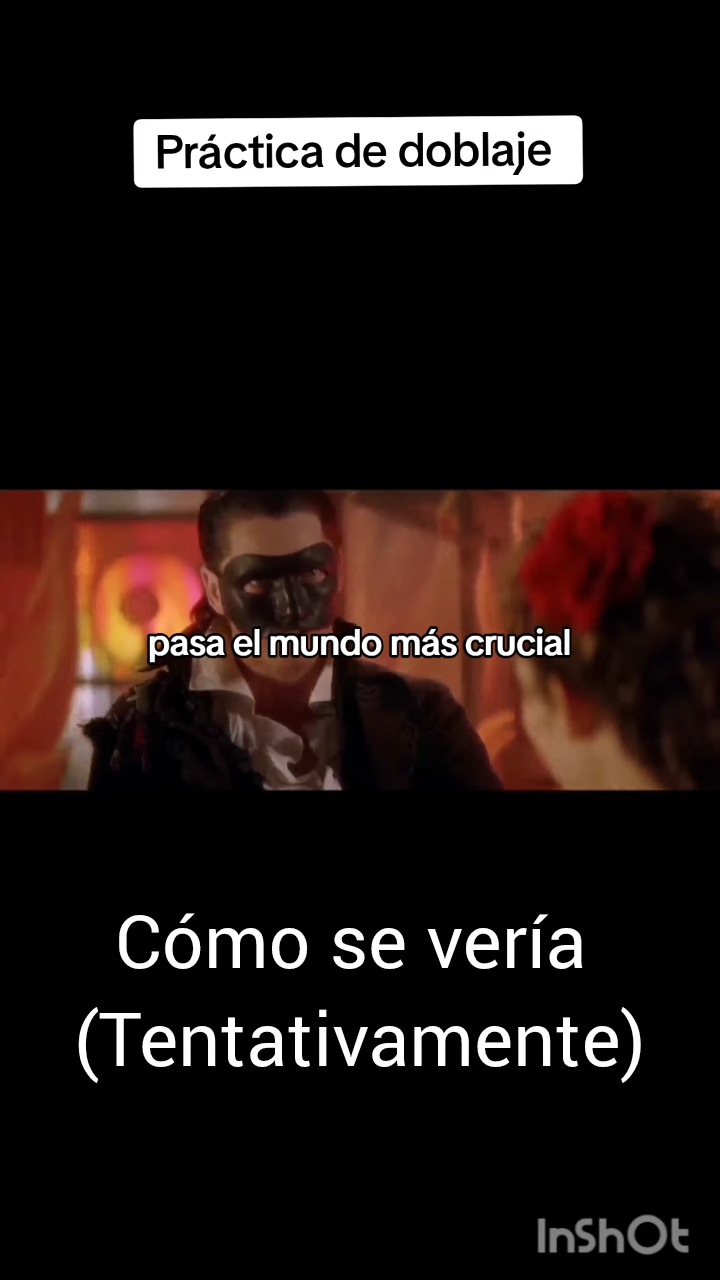 Práctica de doblaje
pasa el mundo más crucial
Cómo se vería
(Tentativamente)
InShOt